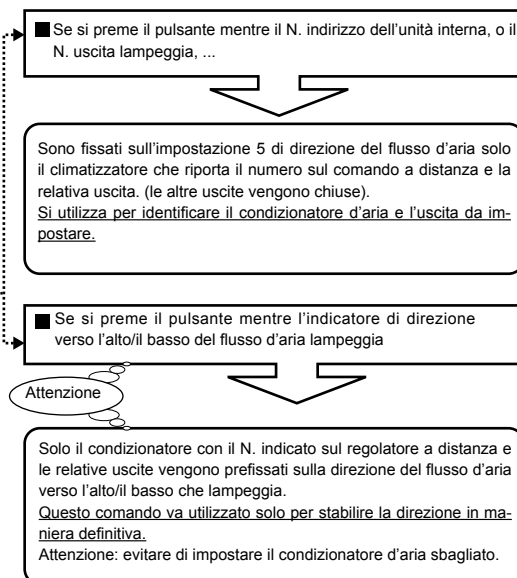 ■ Se si preme il pulsante mentre il N. indirizzo dell'unità interna, o il
N. uscita lampeggia, ...
Sono fissati sull'impostazione 5 di direzione del flusso d'aria solo
il climatizzatore che riporta il numero sul comando a distanza e la
relativa uscita. (le altre uscite vengono chiuse).
Si utilizza per identificare il condizionatore d'aria e l'uscita da im-
postare.
■ Se si preme il pulsante mentre l'indicatore di direzione
verso l'alto/il basso del flusso d'aria lampeggia
Attenzione
Solo il condizionatore con il N. indicato sul regolatore a distanza e
le relative uscite vengono prefissati sulla direzione del flusso d'aria
verso l'alto/il basso che lampeggia.
Questo comando va utilizzato solo per stabilire la direzione in ma-
niera definitiva.
Attenzione: evitare di impostare il condizionatore d'aria sbagliato.